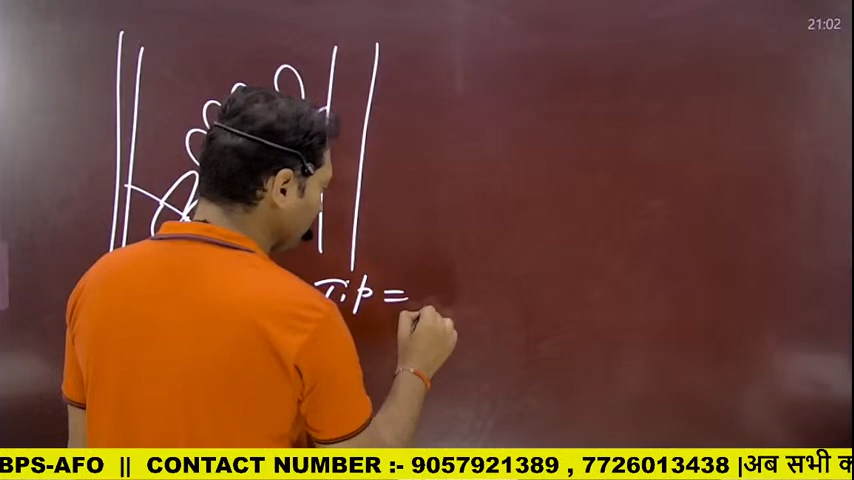 21:02
Tip =
BPS-AFO || CONTACT NUMBER :- 9057921389 , 7726013438 |अब सभी